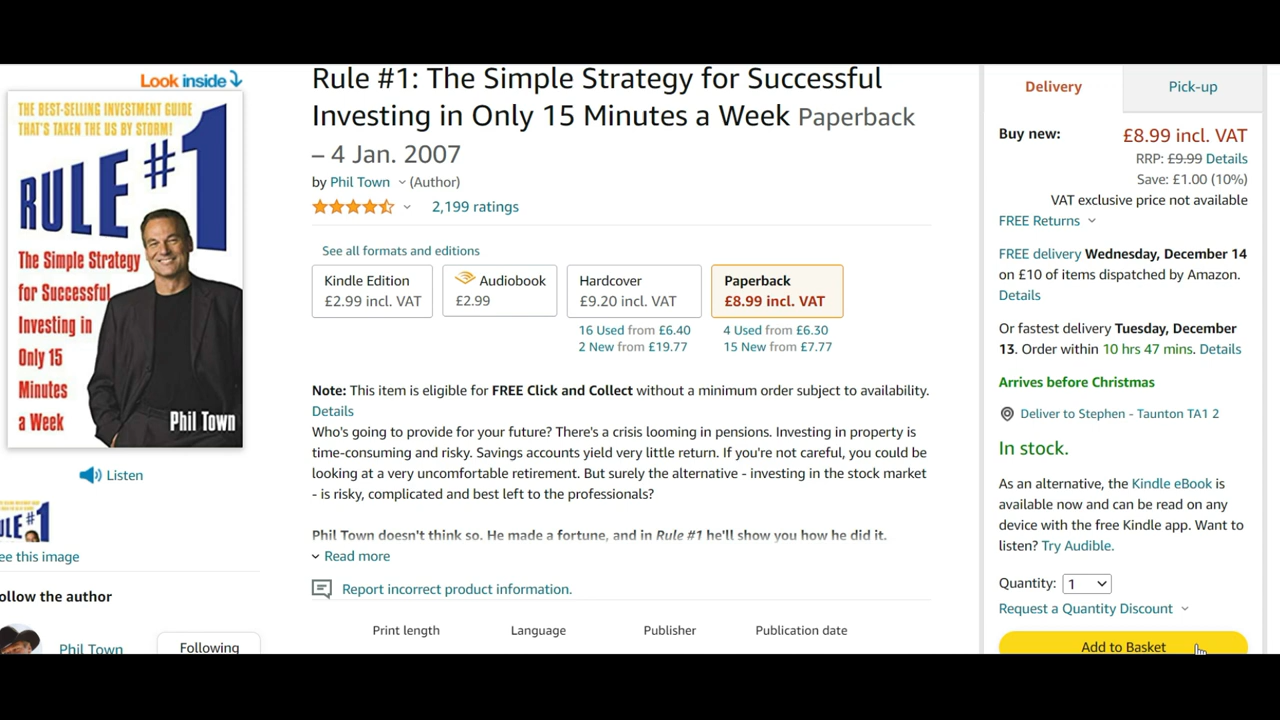 Look inside
THE BEST-SELLING INVESTMENT GUIDE
THAT'S TAKEN THE US BY STORM!
RULE #1
The Simple Strategy
for Successful
Investing in
Only 15
Minutes
a Week
Phil Town
Listen
ULE #1
ee this image
ollow the author
Phil Town
Following
Rule #1: The Simple Strategy for Successful
Investing in Only 15 Minutes a Week Paperback
– 4 Jan. 2007
by Phil Town (Author)
2,199 ratings
See all formats and editions
Kindle Edition
£2.99 incl. VAT
Audiobook
£2.99
Hardcover
£9.20 incl. VAT
16 Used from £6.40
2 New from £19.77
Paperback
£8.99 incl. VAT
4 Used from £6.30
15 New from £7.77
Note: This item is eligible for FREE Click and Collect without a minimum order subject to availability.
Details
Who's going to provide for your future? There's a crisis looming in pensions. Investing in property is
time-consuming and risky. Savings accounts yield very little return. If you're not careful, you could be
looking at a very uncomfortable retirement. But surely the alternative - investing in the stock market
- is risky, complicated and best left to the professionals?
Phil Town doesn't think so. He made a fortune, and in Rule #1 he'll show you how he did it.
Read more
Report incorrect product information.
Print length
Language
Publisher
Publication date
Delivery
Pick-up
Buy new:
£8.99 incl. VAT
RRP: £9.99 Details
Save: £1.00 (10%)
VAT exclusive price not available
FREE Returns
FREE delivery Wednesday, December 14
on £10 of items dispatched by Amazon.
Details
Or fastest delivery Tuesday, December
13. Order within 10 hrs 47 mins. Details
Arrives before Christmas
Deliver to Stephen - Taunton TA1 2
In stock.
As an alternative, the Kindle eBook is
available now and can be read on any
device with the free Kindle app. Want to
listen? Try Audible.
Quantity: 1
Request a Quantity Discount
Add to Basket